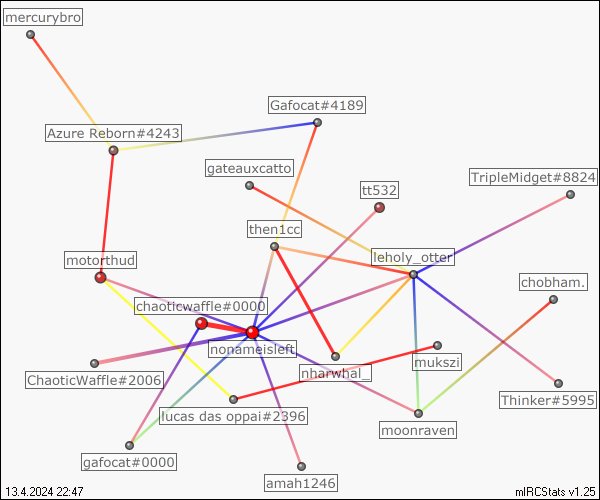 mercurybro
Gafocat#4189
Azure Reborn#4243
gateauxcatto
TripleMidget#8824
tt532
then1cc
leholy_otter
motorthud
chobham.
chaoticwaffle#0000
nonameisleft
mukszi
nharwhal_
ChaoticWaffle#2006
Thinker#5995
lucas das oppai#2396
moonraven
gafocat#0000
amah1246
13.4.2024 22:47
mIRCStats v1.25